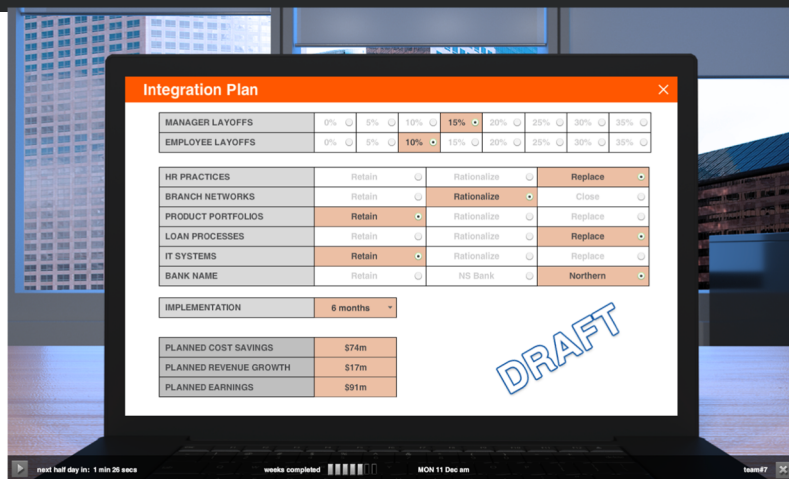 Integration Plan
MANAGER LAYOFFS 0% 5% 10% 15% 20% 25% 30% 35%
EMPLOYEE LAYOFFS 0% 5% 10% 15% 20% 25% 30% 35%
HR PRACTICES Retain Rationalize Replace
BRANCH NETWORKS Retain Rationalize Close
PRODUCT PORTFOLIOS Retain Rationalize Replace
LOAN PROCESSES Retain Rationalize Replace
IT SYSTEMS Retain Rationalize Replace
BANK NAME Retain NS Bank Northern
IMPLEMENTATION 6 months
DRAFT
PLANNED COST SAVINGS $74m
PLANNED REVENUE GROWTH $17m
PLANNED EARNINGS $91m
next half day in: 1 min 26 secs weeks completed MON 11 Dec am team#7